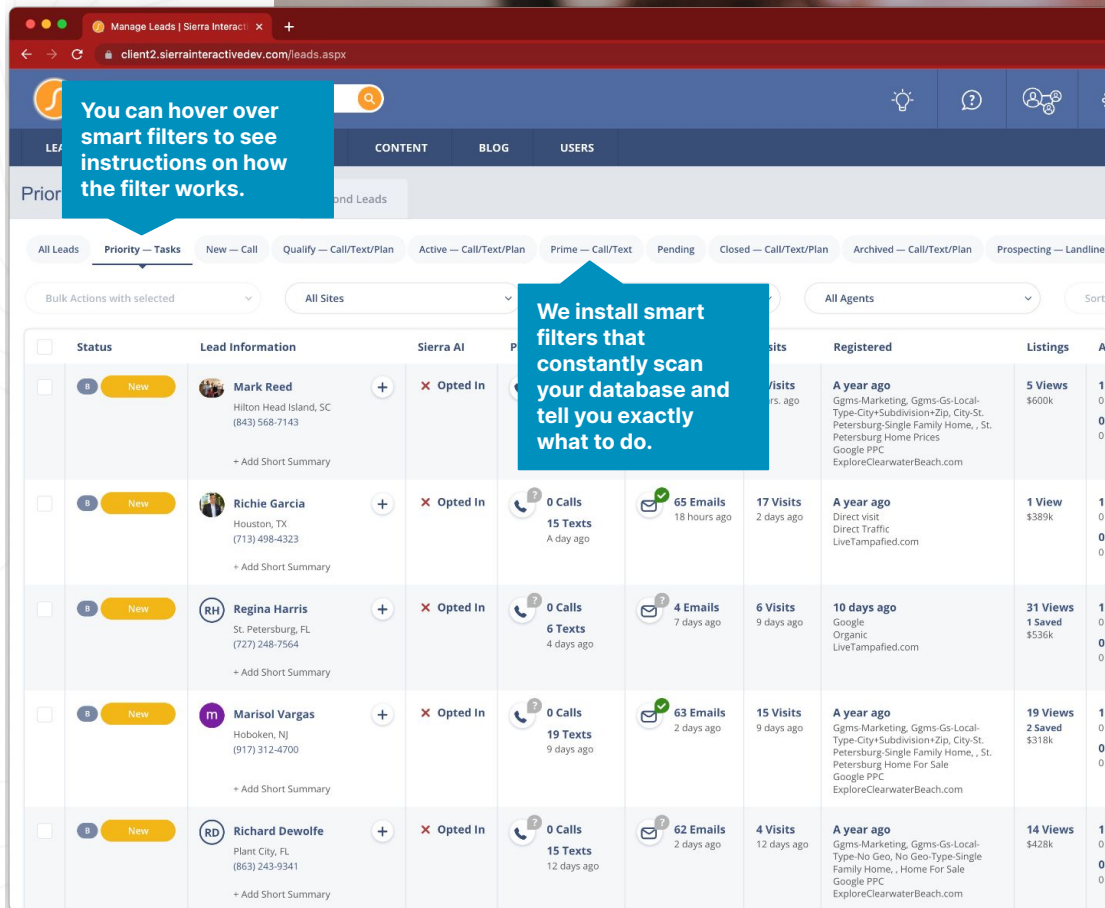 Manage Leads | Sierra Interacti
client2.sierrainteractivedev.com/leads.aspx
You can hover over
smart filters to see
instructions on how
the filter works.
CONTENT BLOG USERS
Prior ond Leads
All Leads Priority — Tasks New — Call Qualify — Call/Text/Plan Active — Call/Text/Plan Prime — Call/Text Pending Closed — Call/Text/Plan Archived — Call/Text/Plan Prospecting — Landline
Bulk Actions with selected All Sites All Agents Sort
We install smart
filters that
constantly scan
your database and
tell you exactly
what to do.
Status Lead Information Sierra AI Registered Listings
B New Mark Reed + X Opted In Visits A year ago 5 Views
Hilton Head Island, SC rs. ago Ggms-Marketing, Ggms-Gs-Local- $600k
(843) 568-7143 Type-City+Subdivision+Zip, City-St.
Petersburg-Single Family Home, , St.
Petersburg Home Prices
+ Add Short Summary Google PPC
ExploreClearwaterBeach.com
B New Richie Garcia + X Opted In ? 0 Calls 65 Emails 17 Visits A year ago 1 View
Houston, TX 15 Texts 18 hours ago 2 days ago Direct visit $389k
(713) 498-4323 A day ago Direct Traffic
LiveTampafied.com
+ Add Short Summary
B New RH Regina Harris + X Opted In ? 0 Calls ? 4 Emails 6 Visits 10 days ago 31 Views
St. Petersburg, FL 6 Texts 7 days ago 9 days ago Google 1 Saved
(727) 248-7564 4 days ago Organic $536k
LiveTampafied.com
+ Add Short Summary
B New m Marisol Vargas + X Opted In ? 0 Calls 63 Emails 15 Visits A year ago 19 Views
Hoboken, NJ 19 Texts 2 days ago 9 days ago Ggms-Marketing, Ggms-Gs-Local- 2 Saved
(917) 312-4700 9 days ago Type-City+Subdivision+Zip, City-St. $318k
Petersburg-Single Family Home, , St.
Petersburg Home For Sale
+ Add Short Summary Google PPC
ExploreClearwaterBeach.com
B New RD Richard Dewolfe + X Opted In ? 0 Calls ? 62 Emails 4 Visits A year ago 14 Views
Plant City, FL 15 Texts 2 days ago 12 days ago Ggms-Marketing, Ggms-Gs-Local- $428k
(863) 243-9341 12 days ago Type-No Geo, No Geo-Type-Single
Family Home, , Home For Sale
Google PPC
+ Add Short Summary ExploreClearwaterBeach.com